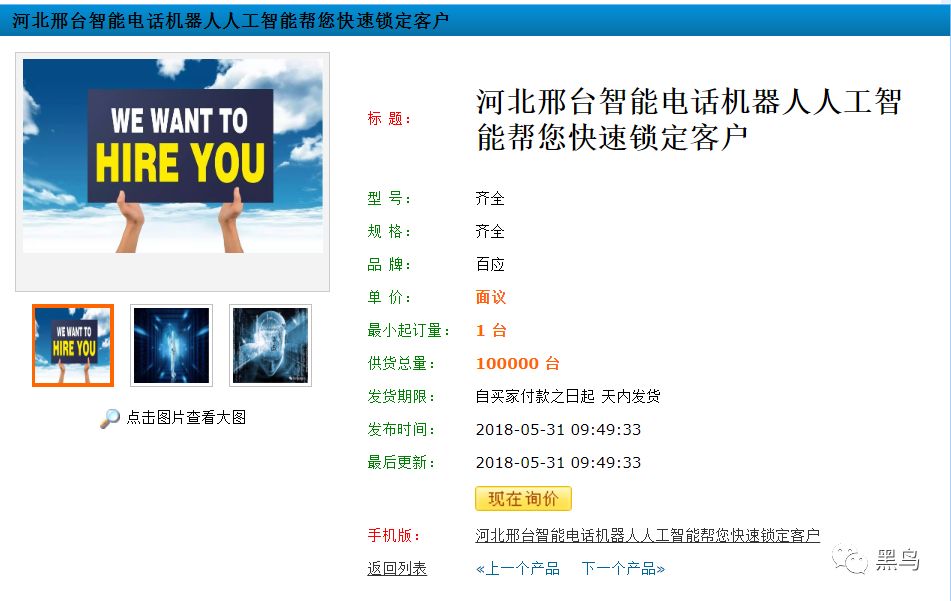 河北邢台智能电话机器人人工智能帮您快速锁定客户
WE WANT TO
HIRE YOU
标 题：
河北邢台智能电话机器人人工智
能帮您快速锁定客户
型 号： 齐全
规 格： 齐全
品 牌： 百应
单 价： 面议
最小起订量： 1 台
供货总量： 100000 台
发货期限： 自买家付款之日起 天内发货
发布时间： 2018-05-31 09:49:33
最后更新： 2018-05-31 09:49:33
WE WANT TO
HIRE YOU
点击图片查看大图
现在询价
手机版： 河北邢台智能电话机器人人工智能帮您快速锁定客户
返回列表 «上一个产品 下一个产品»
黑鸟